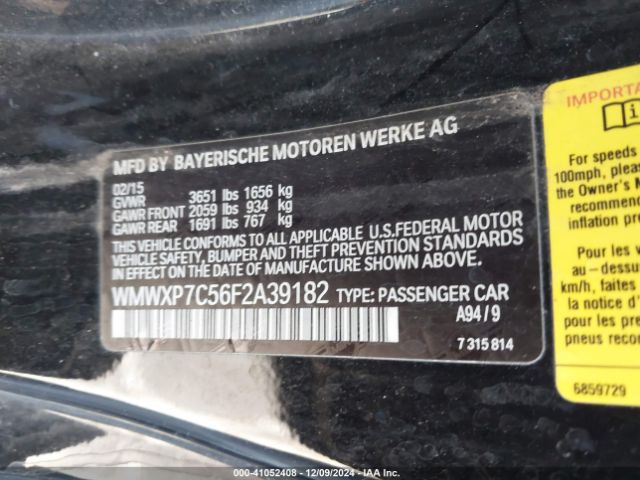 MFD BY BAYERISCHE MOTOREN WERKE AG
02/15
GVWR 3651 lbs 1656 kg
GAWR FRONT 2059 lbs 934 kg
GAWR REAR 1691 lbs 767 kg
THIS VEHICLE CONFORMS TO ALL APPLICABLE U.S.FEDERAL MOTOR
VEHICLE SAFETY, BUMPER AND THEFT PREVENTION STANDARDS
IN EFFECT ON THE DATE OF MANUFACTURE SHOWN ABOVE.
WMWXP7C56F2A39182 TYPE: PASSENGER CAR
A94/9
7 315 814
IMPORTA
For speeds
100mph, please
the Owner's M
recommend
inflation pr
Pour des
au-dessus
km/h, faites
la notice d'
pour les pre
pneus recom
6859729
000-41052408 - 12/09/2024 - IAA Inc.